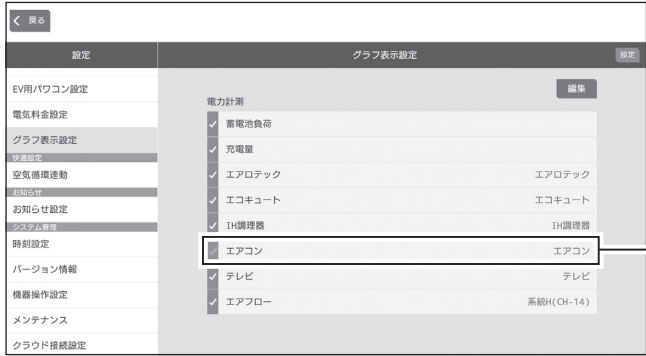 戻る
設定
グラフ表示設定
設定
EV用パワコン設定
電気料金設定
グラフ表示設定
快適設定
空気循環連動
お知らせ
お知らせ設定
システム管理
時刻設定
バージョン情報
機器操作設定
メンテナンス
クラウド接続設定
編集
電力計測
蓄電池負荷
充電量
エアロテック エアロテック
エコキュート エコキュート
IH調理器 IH調理器
エアコン エアコン
テレビ テレビ
エアフロー 系統H(CH-14)